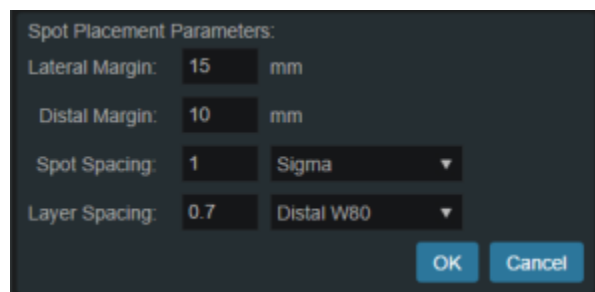 Spot Placement Parameters:
Lateral Margin: 15 mm
Distal Margin: 10 mm
Spot Spacing: 1 Sigma
Layer Spacing: 0.7 Distal W80
OK Cancel